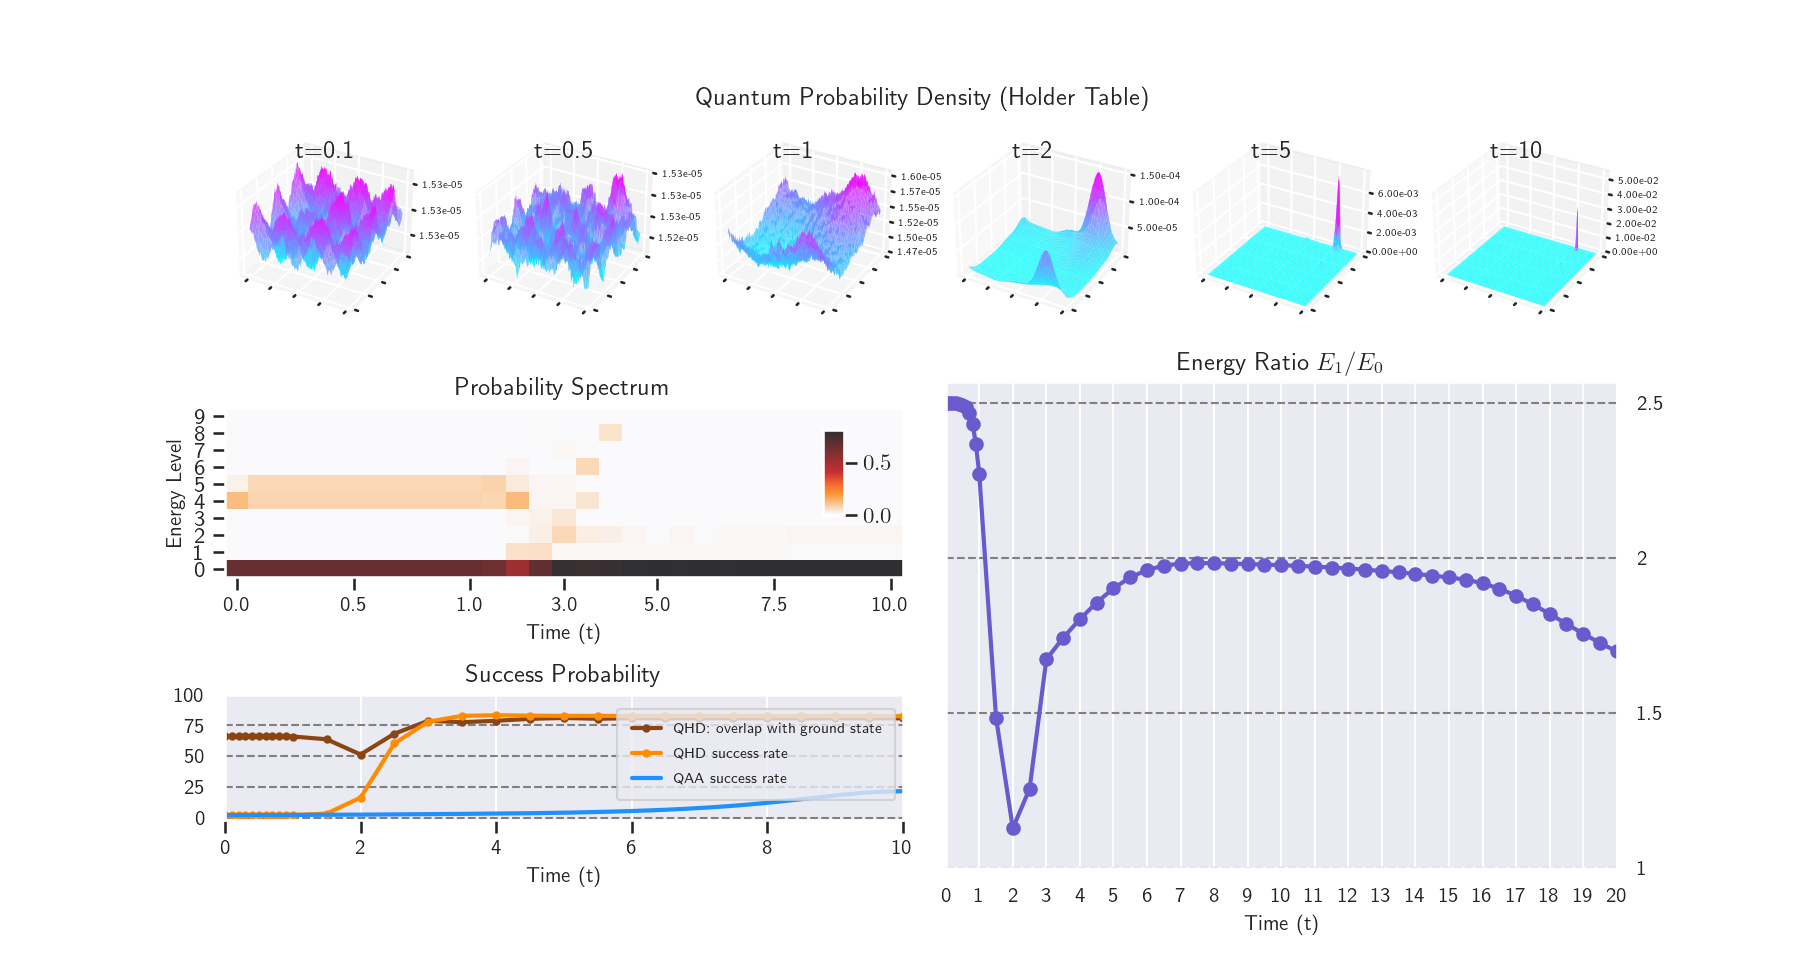 Quantum Probability Density (Holder Table)
t=0.1
t=0.5
t=1
t=2
t=5
t=10
1.53e-05
1.53e-05
1.53e-05
1.53e-05
1.53e-05
1.53e-05
1.52e-05
1.60e-05
1.57e-05
1.55e-05
1.52e-05
1.50e-05
1.47e-05
1.50e-04
1.00e-04
5.00e-05
6.00e-03
4.00e-03
2.00e-03
0.00e+00
5.00e-02
4.00e-02
3.00e-02
2.00e-02
1.00e-02
0.00e+00
Probability Spectrum
Energy Level
9
8
7
6
5
4
3
2
1
0
0.5
0.0
0.0 0.5 1.0 3.0 5.0 7.5 10.0
Time (t)
Success Probability
100
75
50
25
0
QHD: overlap with ground state
QHD success rate
QAA success rate
0 2 4 6 8 10
Time (t)
Energy Ratio E1/E0
2.5
2
1.5
1
0 1 2 3 4 5 6 7 8 9 10 11 12 13 14 15 16 17 18 19 20
Time (t)